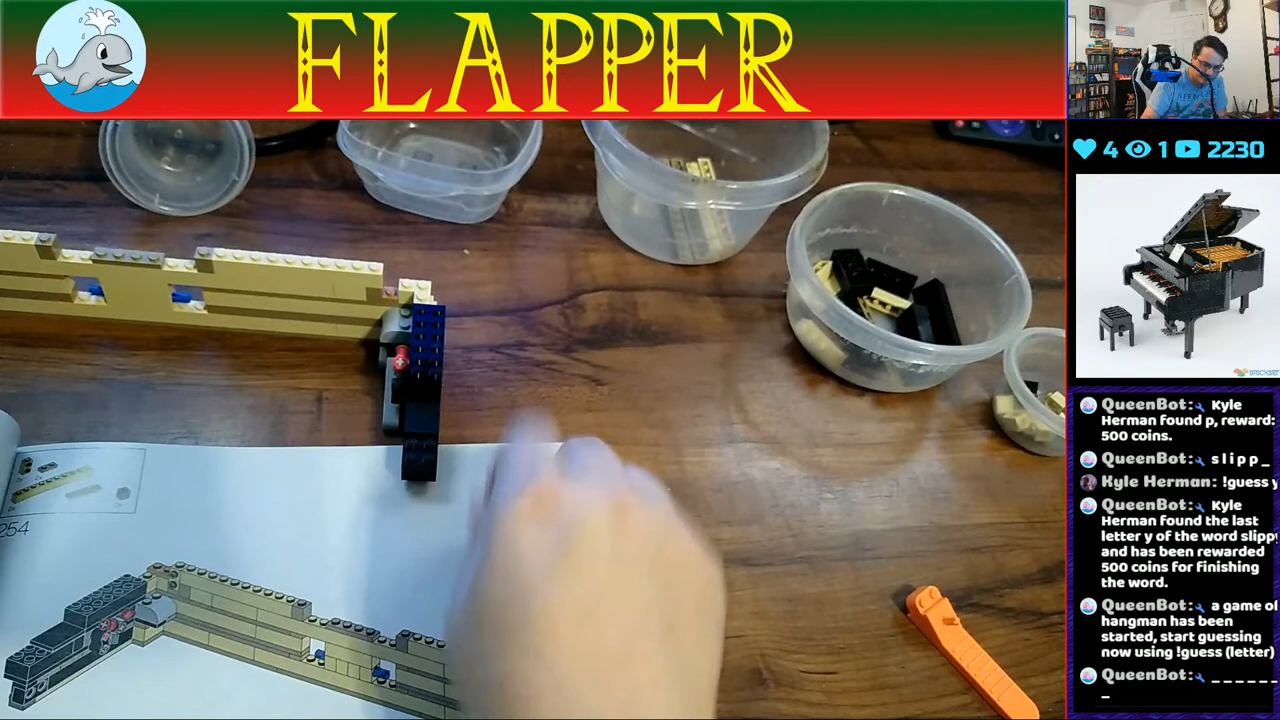 FLAPPER
4 1 2230
BRICKSET
QueenBot: Kyle
Herman found p, reward:
500 coins.
QueenBot: s l i p p _
Kyle Herman: !guess y
QueenBot: Kyle
Herman found the last
letter y of the word slippy
and has been rewarded
500 coins for finishing
the word.
QueenBot: a game of
hangman has been
started, start guessing
now using !guess (letter)
QueenBot: _ _ _ _ _ _
_
254